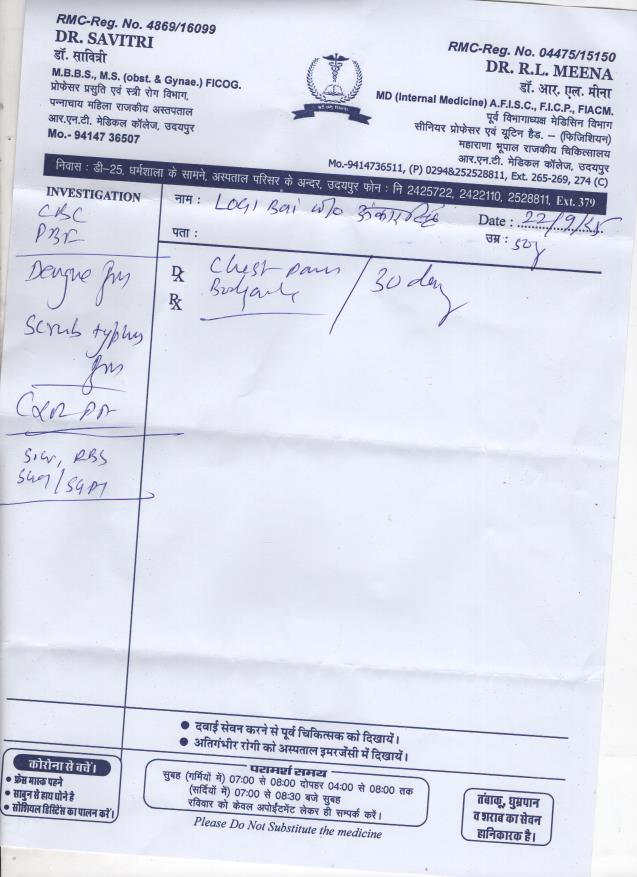 RMC-Reg. No. 4869/16099
DR. SAVITRI
डॉ. सावित्री
M.B.B.S., M.S. (obst. & Gynae.) FICOG.
प्रोफेसर प्रसुति एवं स्त्री रोग विभाग,
पन्नाधाय महिला राजकीय अस्तपताल
आर.एन.टी. मेडिकल कॉलेज, उदयपुर
Mo.- 94147 36507
RMC-Reg. No. 04475/15150
DR. R.L. MEENA
डॉ. आर. एल. मीना
MD (Internal Medicine) A.F.I.S.C., F.I.C.P., FIACM.
पूर्व विभागाध्यक्ष मेडिसिन विभाग
सीनियर प्रोफेसर एवं यूटिन हैड. – (फिजिशियन)
महाराणा भूपाल राजकीय चिकित्सालय
आर.एन.टी. मेडिकल कॉलेज, उदयपुर
Mo.-9414736511, (P) 0294&252528811, Ext. 265-269, 274 (C)
निवास : डी-25, धर्मशाला के सामने, अस्पताल परिसर के अन्दर, उदयपुर फोन : नि 2425722, 2422110, 2528811, Ext. 379
INVESTIGATION
CBC
PBF
Dengue
Scrub typhus
CXR PA
RBS
SGOT/SGPT
नाम : Bai w/o
Date : 22/9/25
पता :
उम्र : 50y
Dx Chest pain
Bodyache / 30 day
Rx
● दवाई सेवन करने से पूर्व चिकित्सक को दिखायें।
● अतिगंभीर रोगी को अस्पताल इमरजेंसी में दिखायें।
कोरोना से बचें।
● फ्रेस मास्क पहने
● साबुन से हाथ धोने है
● सोशियल डिस्टिंस का पालन करें।
परामर्श समय
सुबह (गर्मियों में) 07:00 से 08:00 दोपहर 04:00 से 08:00 तक
(सर्दियों में) 07:00 से 08:30 बजे सुबह
रविवार को केवल अपोईंटमेंट लेकर ही सम्पर्क करें।
Please Do Not Substitute the medicine
तंबाकू, धुम्रपान
व शराब का सेवन
हानिकारक है।